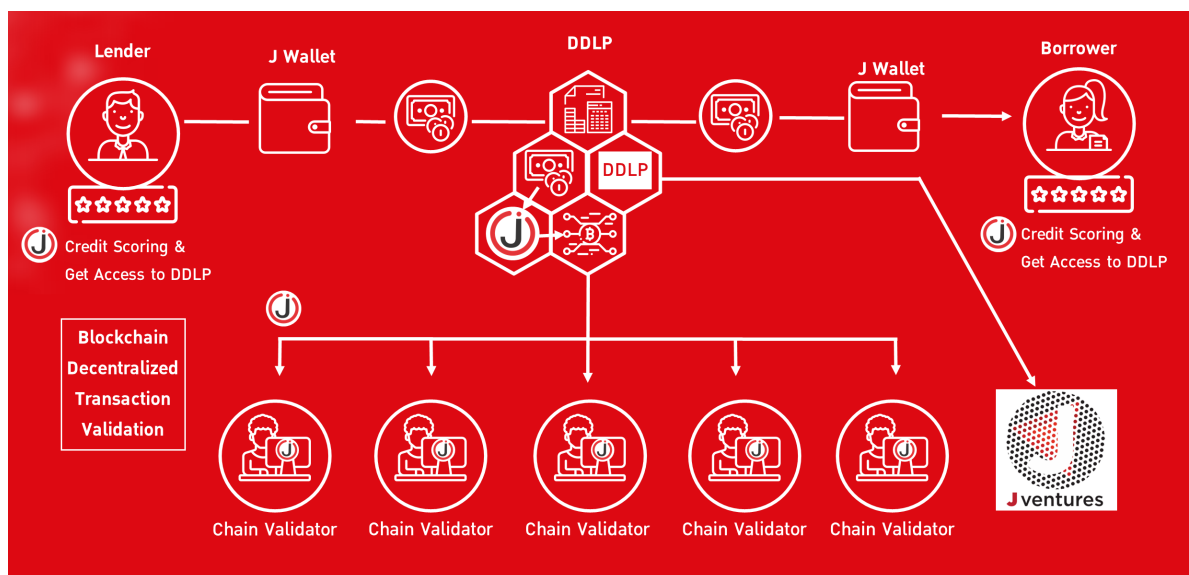 Lender
J Wallet
DDLP
J Wallet
Borrower
DDLP
J
Credit Scoring &
Get Access to DDLP
J
J
Credit Scoring &
Get Access to DDLP
J
Blockchain
Decentralized
Transaction
Validation
J
J
J
J
J
J
Jventures
Chain Validator
Chain Validator
Chain Validator
Chain Validator
Chain Validator